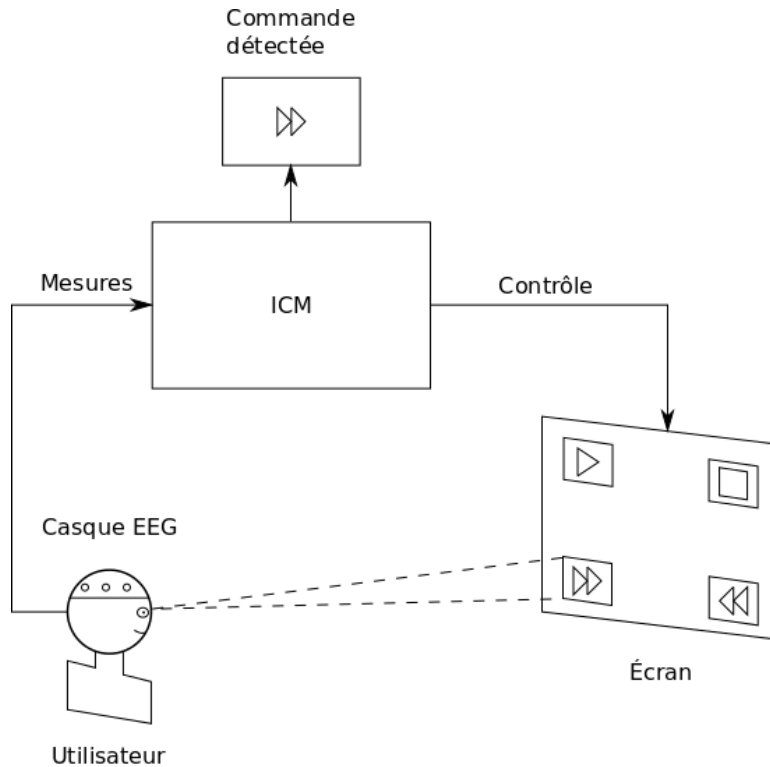 Commande
détectée
Mesures
ICM
Contrôle
Casque EEG
Écran
Utilisateur